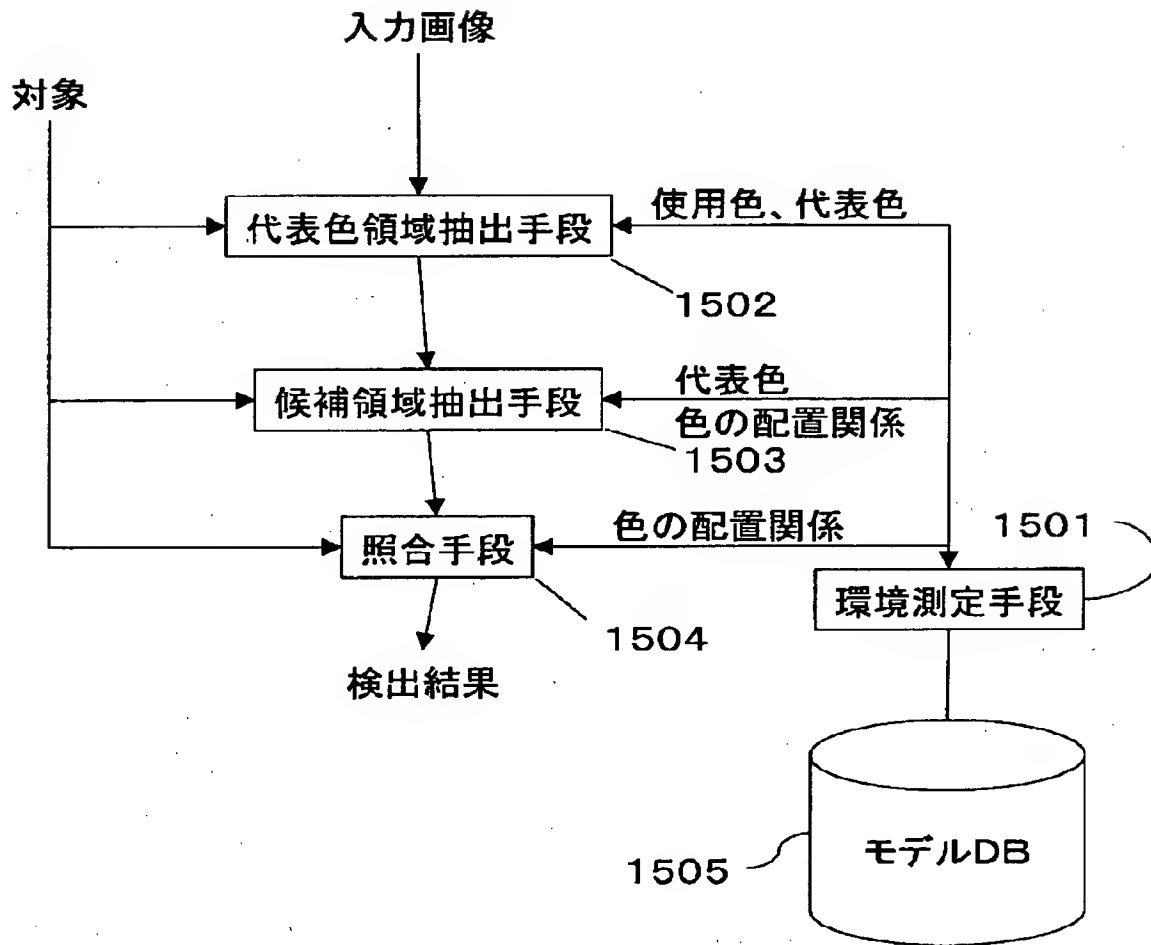 入力画像
対象
使用色、代表色
代表色領域抽出手段
1502
代表色
候補領域抽出手段
色の配置関係
1503
色の配置関係
1501
照合手段
環境測定手段
1504
検出結果
モデルDB
1505